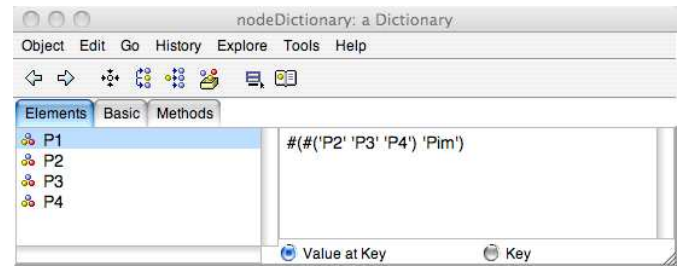 nodeDictionary: a Dictionary
Object Edit Go History Explore Tools Help
Elements Basic Methods
P1
P2
P3
P4
#(#('P2' 'P3' 'P4') 'Pim')
Value at Key Key